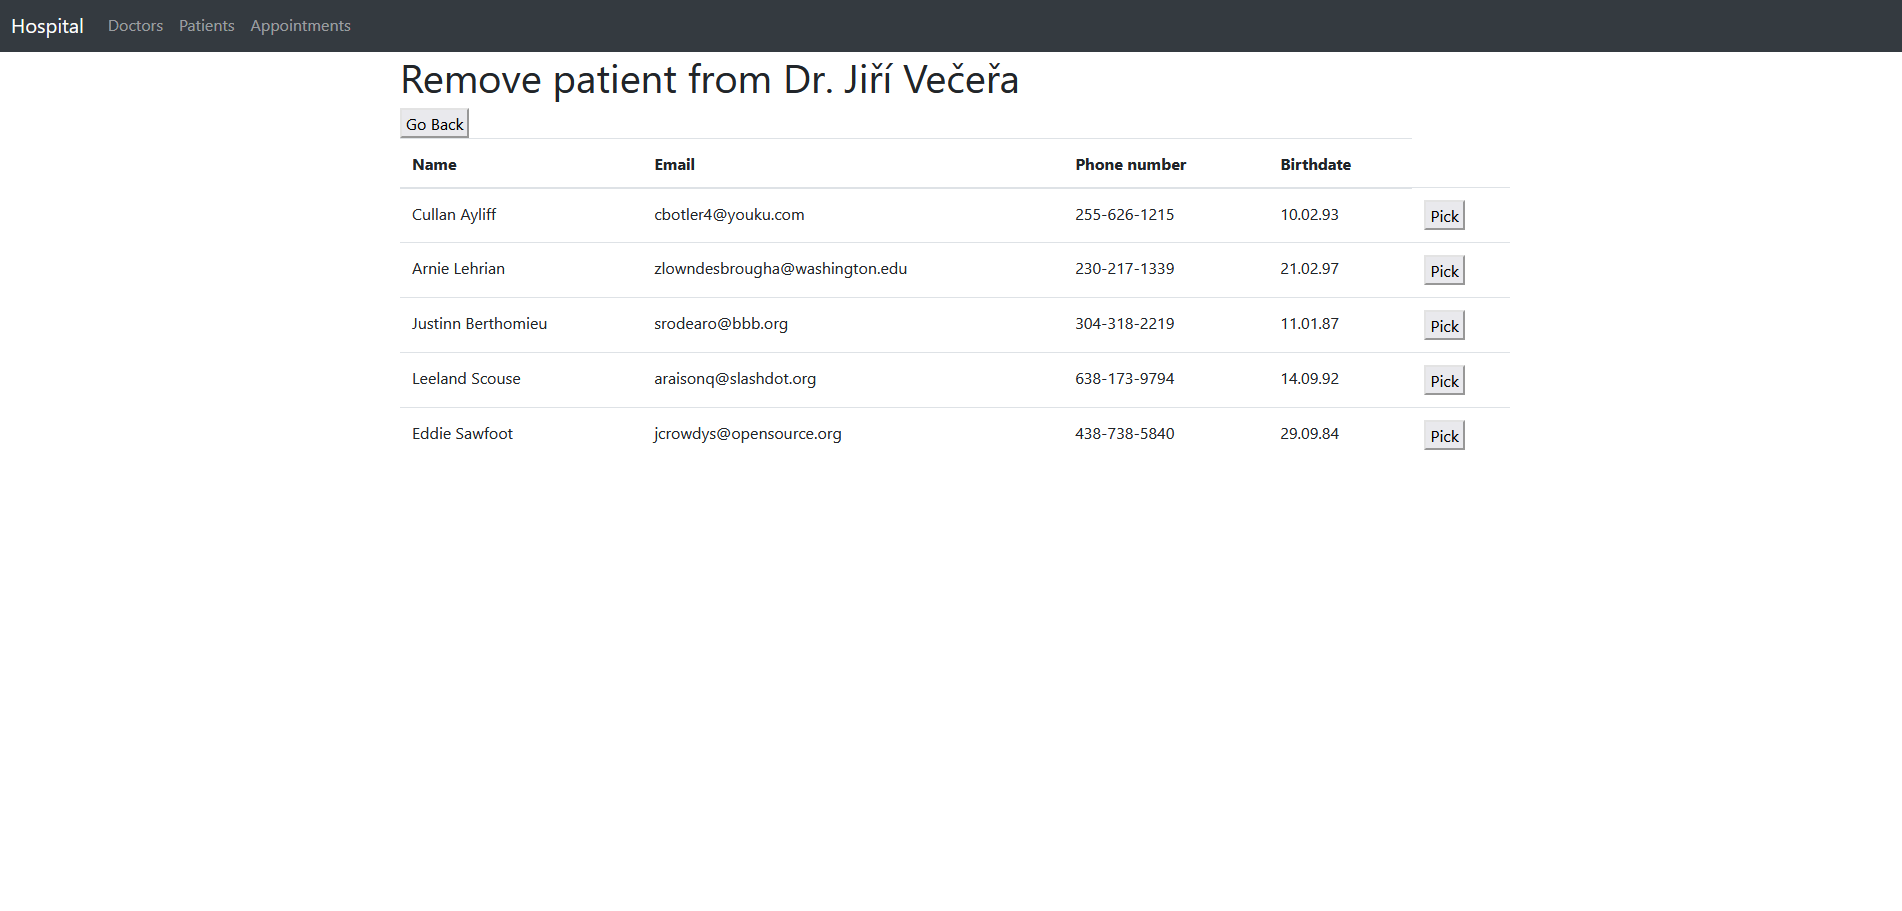 Hospital Doctors Patients Appointments
Remove patient from Dr. Jiří Večeřa
Go Back
Name Email Phone number Birthdate
Cullan Ayliff cbotler4@youku.com 255-626-1215 10.02.93 Pick
Arnie Lehrian zlowndesbrougha@washington.edu 230-217-1339 21.02.97 Pick
Justinn Berthomieu srodearo@bbb.org 304-318-2219 11.01.87 Pick
Leeland Scouse araisonq@slashdot.org 638-173-9794 14.09.92 Pick
Eddie Sawfoot jcrowdys@opensource.org 438-738-5840 29.09.84 Pick